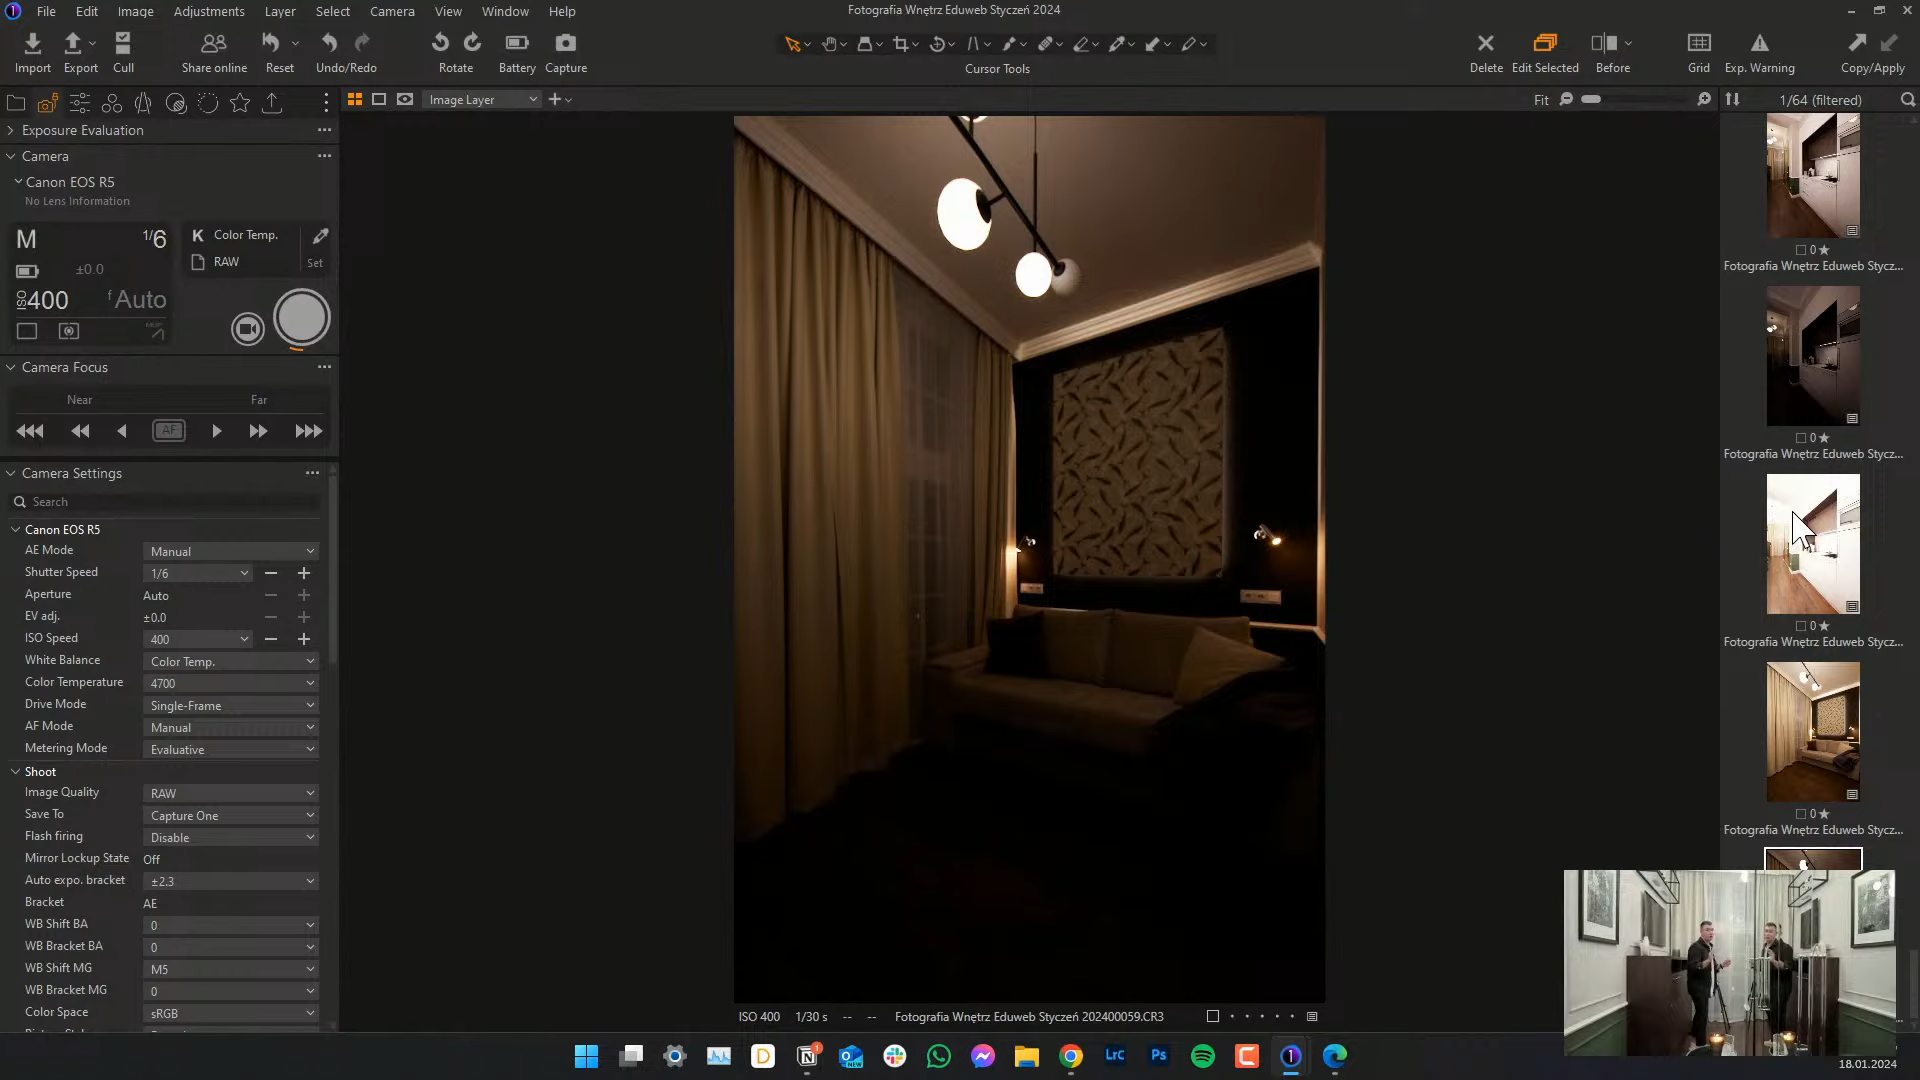 File Edit Image Adjustments Layer Select Camera View Window Help
Fotografia Wnętrz Eduweb Styczeń 2024
Import Export Cull Share online Reset Undo/Redo Rotate Battery Capture
Cursor Tools
Delete Edit Selected Before Grid Exp. Warning Copy/Apply
Image Layer
Fit
1/64 (filtered)
Exposure Evaluation
Camera
Canon EOS R5
No Lens Information
M 1/6
K Color Temp.
±0.0
RAW
Set
ISO 400 f Auto
Camera Focus
Near Far
AF
Camera Settings
Search
Canon EOS R5
AE Mode Manual
Shutter Speed 1/6
Aperture Auto
EV adj. ±0.0
ISO Speed 400
White Balance Color Temp.
Color Temperature 4700
Drive Mode Single-Frame
AF Mode Manual
Metering Mode Evaluative
Shoot
Image Quality RAW
Save To Capture One
Flash firing Disable
Mirror Lockup State Off
Auto expo. bracket ±2.3
Bracket AE
WB Shift BA 0
WB Bracket BA 0
WB Shift MG M5
WB Bracket MG 0
Color Space sRGB
0
Fotografia Wnętrz Eduweb Stycz...
0
Fotografia Wnętrz Eduweb Stycz...
0
Fotografia Wnętrz Eduweb Stycz...
0
Fotografia Wnętrz Eduweb Stycz...
ISO 400 1/30 s -- -- Fotografia Wnętrz Eduweb Styczeń 202400059.CR3
D N 1 NEW LrC Ps 1
18.01.2024